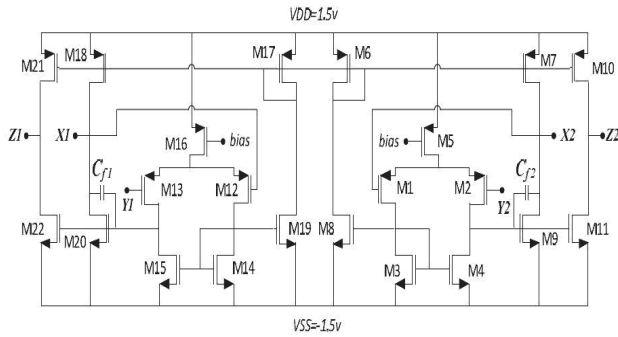 VDD=1.5v
M21 M18 M17 M6 M7 M10
Z1 X1 M16 bias bias M5 X2 Z2
Cf1 M13 M12 M1 M2 Cf2
Y1 Y2
M22 M20 M19 M8 M9 M11
M15 M14 M3 M4
VSS=-1.5v